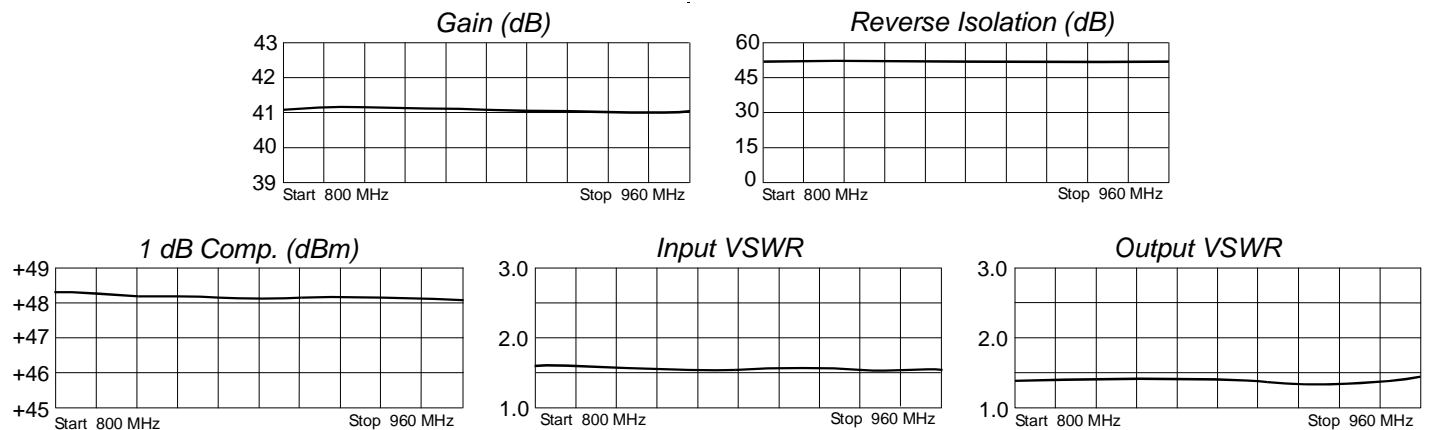 Gain (dB)
43
42
41
40
39
Start 800 MHz
Stop 960 MHz
Reverse Isolation (dB)
60
45
30
15
0
Start 800 MHz
Stop 960 MHz
1 dB Comp. (dBm)
+49
+48
+47
+46
+45
Start 800 MHz
Stop 960 MHz
Input VSWR
3.0
2.0
1.0
Start 800 MHz
Stop 960 MHz
Output VSWR
3.0
2.0
1.0
Start 800 MHz
Stop 960 MHz